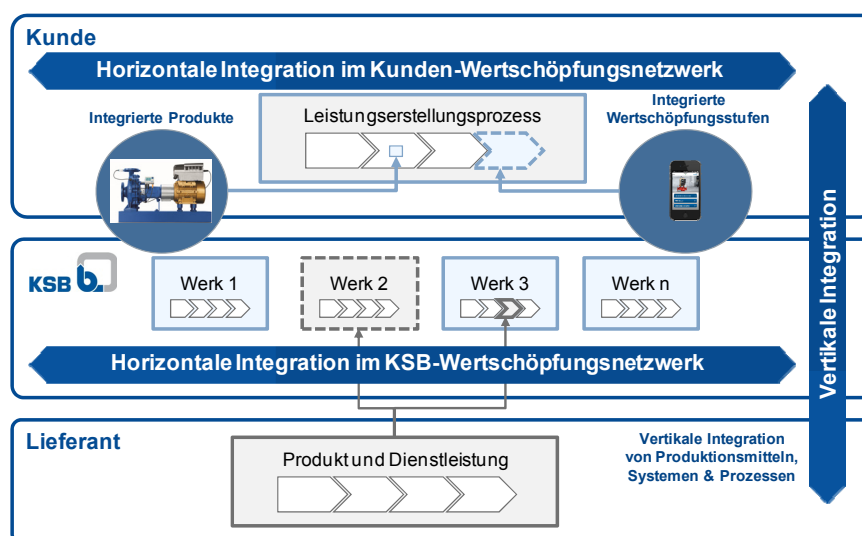 Kunde
Horizontale Integration im Kunden-Wertschöpfungsnetzwerk
Integrierte Produkte
Leistungserstellungsprozess
Integrierte
Wertschöpfungsstufen
KSB b.
Werk 1
Werk 2
Werk 3
Werk n
Horizontale Integration im KSB-Wertschöpfungsnetzwerk
Vertikale Integration
Lieferant
Produkt und Dienstleistung
Vertikale Integration
von Produktionsmitteln,
Systemen & Prozessen